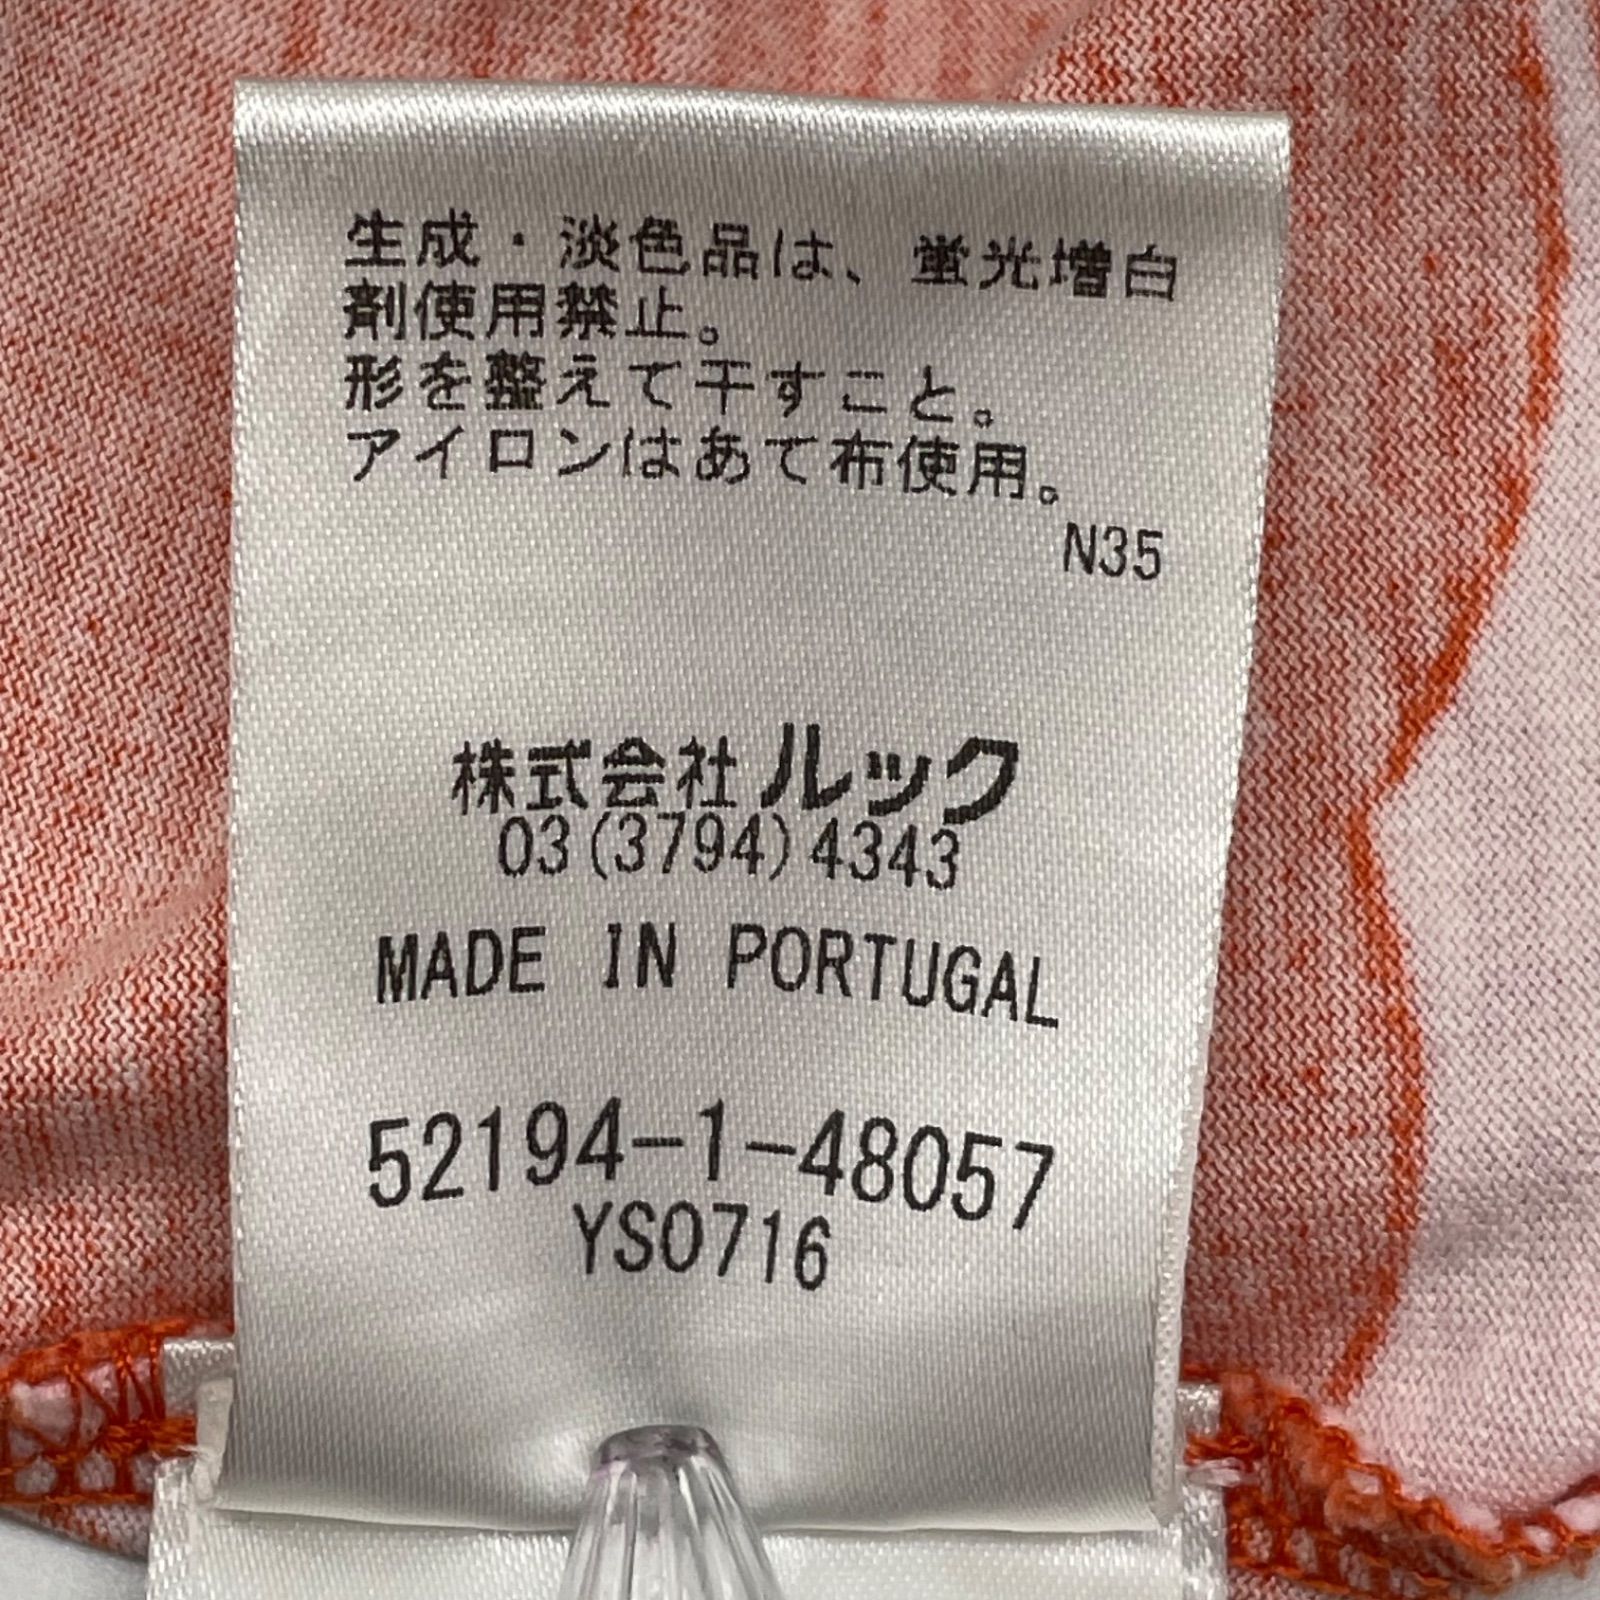 生成・淡色品は、蛍光増白
剤使用禁止。
形を整えて干すこと。
アイロンはあて布使用。
N35
株式会社ルック
03(3794)4343
MADE IN PORTUGAL
52194-1-48057
YS0716